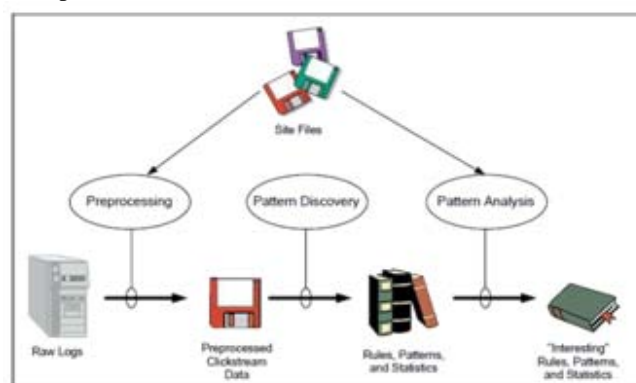 Site Files
Preprocessing
Pattern Discovery
Pattern Analysis
Raw Logs
Preprocessed
Clickstream
Data
Rules, Patterns,
and Statistics
"Interesting"
Rules, Patterns,
and Statistics